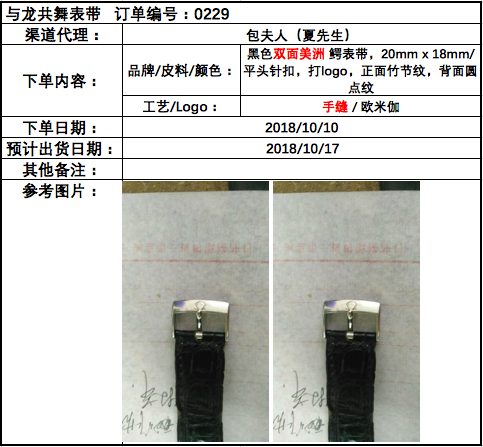 与龙共舞表带 订单编号：0229
渠道代理： 包夫人（夏先生）
下单内容： 品牌/皮料/颜色： 黑色双面美洲 鳄表带，20mm x 18mm/
平头针扣，打logo，正面竹节纹，背面圆
点纹
工艺/Logo： 手缝 / 欧米伽
下单日期： 2018/10/10
预计出货日期： 2018/10/17
其他备注：
参考图片：